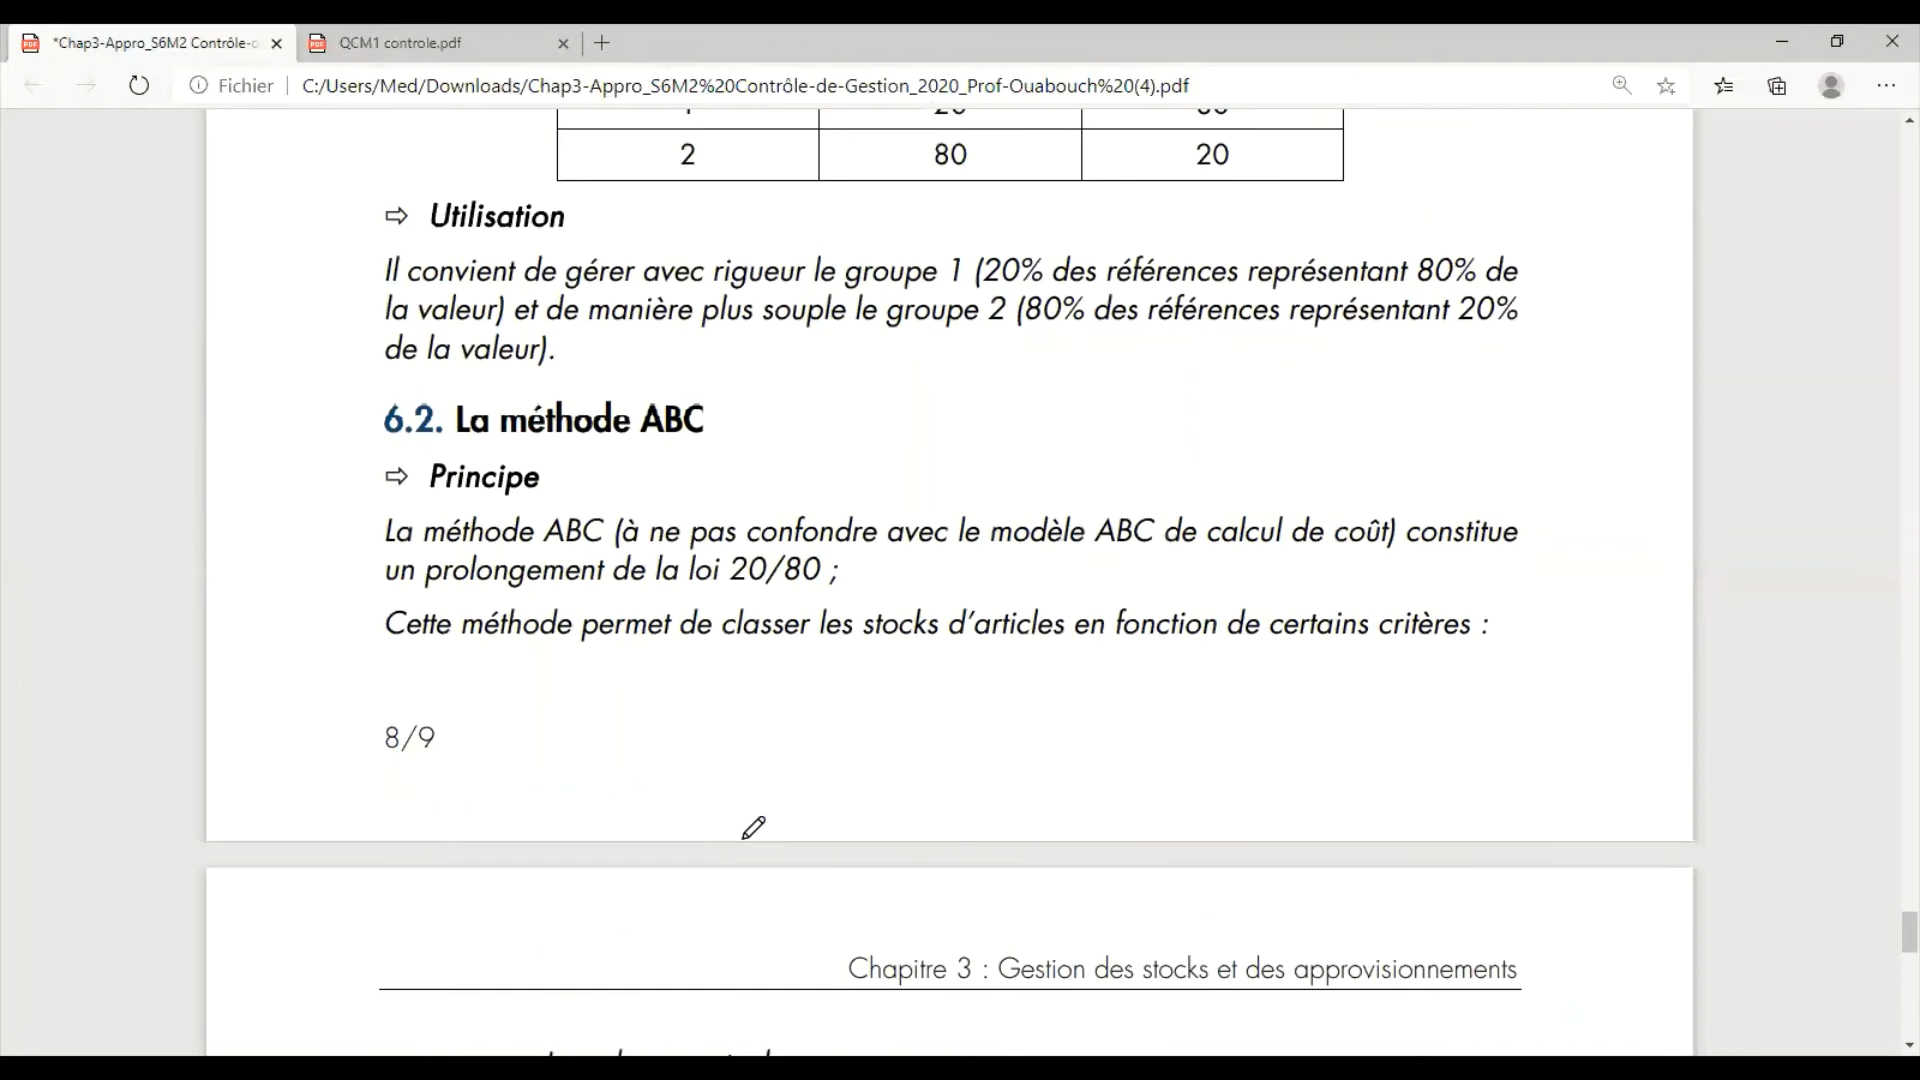 *Chap3-Appro_S6M2 Contrôle-
QCM1 controle.pdf
Fichier
C:/Users/Med/Downloads/Chap3-Appro_S6M2%20Contrôle-de-Gestion_2020_Prof-Ouabouch%20(4).pdf
2 80 20
⇨ Utilisation
Il convient de gérer avec rigueur le groupe 1 (20% des références représentant 80% de
la valeur) et de manière plus souple le groupe 2 (80% des références représentant 20%
de la valeur).
6.2. La méthode ABC
⇨ Principe
La méthode ABC (à ne pas confondre avec le modèle ABC de calcul de coût) constitue
un prolongement de la loi 20/80 ;
Cette méthode permet de classer les stocks d’articles en fonction de certains critères :
8/9
Chapitre 3 : Gestion des stocks et des approvisionnements